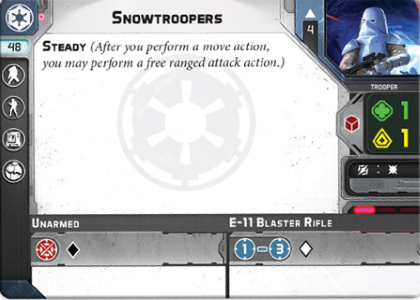 SNOWTROOPERS
4
48
STEADY (After you perform a move action,
you may perform a free ranged attack action.)
TROOPER
1
1
UNARMED
E-11 BLASTER RIFLE
1 - 3